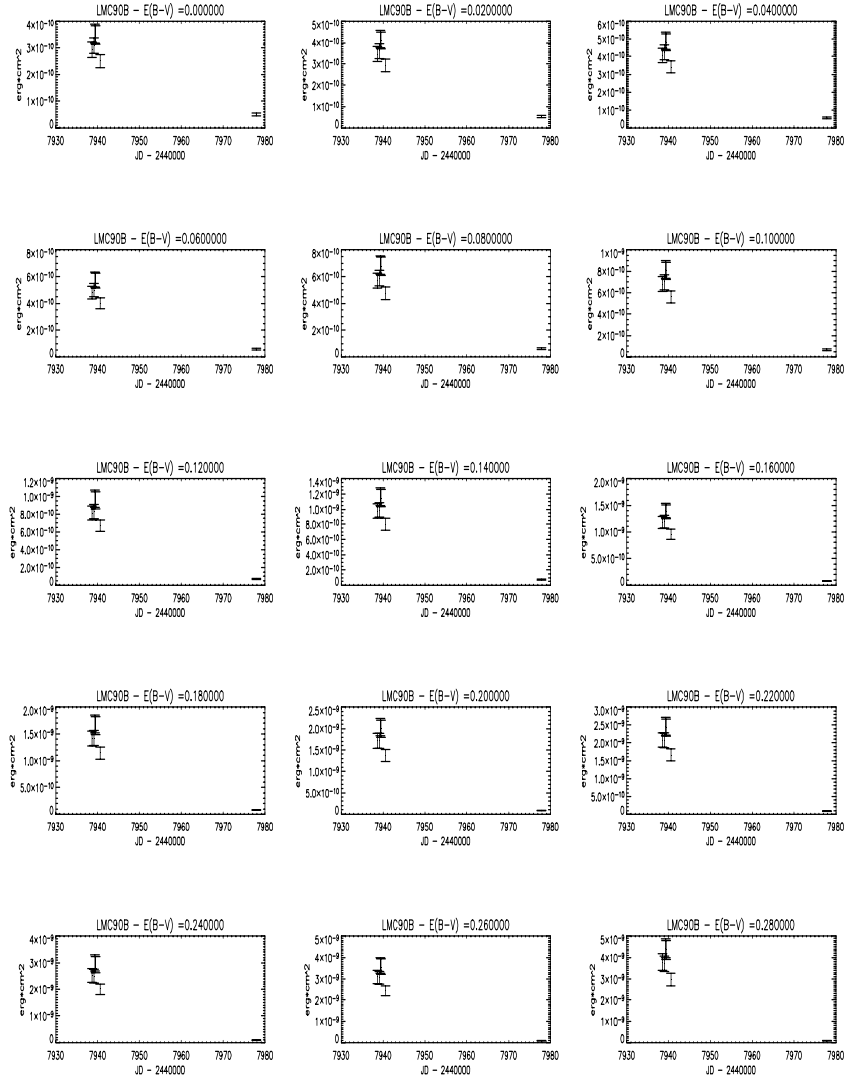 LMC90B - E(B-V) =0.000000
4×10⁻¹⁰
3×10⁻¹⁰
2×10⁻¹⁰
1×10⁻¹⁰
0
erg*cm^2
7930 7940 7950 7960 7970 7980
JD - 2440000
LMC90B - E(B-V) =0.0200000
5×10⁻¹⁰
4×10⁻¹⁰
3×10⁻¹⁰
2×10⁻¹⁰
1×10⁻¹⁰
0
erg*cm^2
7930 7940 7950 7960 7970 7980
JD - 2440000
LMC90B - E(B-V) =0.0400000
6×10⁻¹⁰
5×10⁻¹⁰
4×10⁻¹⁰
3×10⁻¹⁰
2×10⁻¹⁰
1×10⁻¹⁰
0
erg*cm^2
7930 7940 7950 7960 7970 7980
JD - 2440000
LMC90B - E(B-V) =0.0600000
8×10⁻¹⁰
6×10⁻¹⁰
4×10⁻¹⁰
2×10⁻¹⁰
0
erg*cm^2
7930 7940 7950 7960 7970 7980
JD - 2440000
LMC90B - E(B-V) =0.0800000
8×10⁻¹⁰
6×10⁻¹⁰
4×10⁻¹⁰
2×10⁻¹⁰
0
erg*cm^2
7930 7940 7950 7960 7970 7980
JD - 2440000
LMC90B - E(B-V) =0.100000
1×10⁻⁹
8×10⁻¹⁰
6×10⁻¹⁰
4×10⁻¹⁰
2×10⁻¹⁰
0
erg*cm^2
7930 7940 7950 7960 7970 7980
JD - 2440000
LMC90B - E(B-V) =0.120000
1.2×10⁻⁹
1.0×10⁻⁹
8.0×10⁻¹⁰
6.0×10⁻¹⁰
4.0×10⁻¹⁰
2.0×10⁻¹⁰
0
erg*cm^2
7930 7940 7950 7960 7970 7980
JD - 2440000
LMC90B - E(B-V) =0.140000
1.4×10⁻⁹
1.2×10⁻⁹
1.0×10⁻⁹
8.0×10⁻¹⁰
6.0×10⁻¹⁰
4.0×10⁻¹⁰
2.0×10⁻¹⁰
0
erg*cm^2
7930 7940 7950 7960 7970 7980
JD - 2440000
LMC90B - E(B-V) =0.160000
2.0×10⁻⁹
1.5×10⁻⁹
1.0×10⁻⁹
5.0×10⁻¹⁰
0
erg*cm^2
7930 7940 7950 7960 7970 7980
JD - 2440000
LMC90B - E(B-V) =0.180000
2.0×10⁻⁹
1.5×10⁻⁹
1.0×10⁻⁹
5.0×10⁻¹⁰
0
erg*cm^2
7930 7940 7950 7960 7970 7980
JD - 2440000
LMC90B - E(B-V) =0.200000
2.5×10⁻⁹
2.0×10⁻⁹
1.5×10⁻⁹
1.0×10⁻⁹
5.0×10⁻¹⁰
0
erg*cm^2
7930 7940 7950 7960 7970 7980
JD - 2440000
LMC90B - E(B-V) =0.220000
3.0×10⁻⁹
2.5×10⁻⁹
2.0×10⁻⁹
1.5×10⁻⁹
1.0×10⁻⁹
5.0×10⁻¹⁰
0
erg*cm^2
7930 7940 7950 7960 7970 7980
JD - 2440000
LMC90B - E(B-V) =0.240000
4×10⁻⁹
3×10⁻⁹
2×10⁻⁹
1×10⁻⁹
0
erg*cm^2
7930 7940 7950 7960 7970 7980
JD - 2440000
LMC90B - E(B-V) =0.260000
5×10⁻⁹
4×10⁻⁹
3×10⁻⁹
2×10⁻⁹
1×10⁻⁹
0
erg*cm^2
7930 7940 7950 7960 7970 7980
JD - 2440000
LMC90B - E(B-V) =0.280000
5×10⁻⁹
4×10⁻⁹
3×10⁻⁹
2×10⁻⁹
1×10⁻⁹
0
erg*cm^2
7930 7940 7950 7960 7970 7980
JD - 2440000